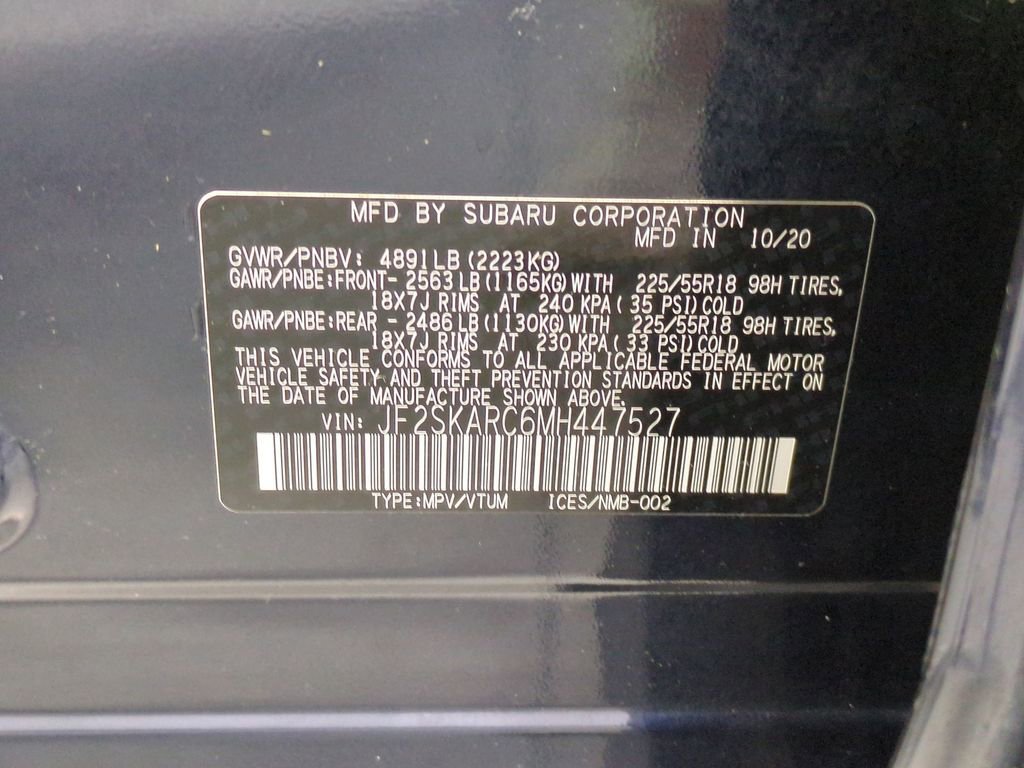 MFD BY SUBARU CORPORATION
MFD IN 10/20
GVWR/PNBV: 4891LB (2223KG)
GAWR/PNBE:FRONT- 2563LB (1165KG)WITH 225/55R18 98H TIRES,
18X7J RIMS AT 240 KPA( 35 PSI)COLD
GAWR/PNBE:REAR - 2486LB (1130KG)WITH 225/55R18 98H TIRES,
18X7J RIMS AT 230 KPA( 33 PSI)COLD
THIS VEHICLE CONFORMS TO ALL APPLICABLE FEDERAL MOTOR
VEHICLE SAFETY AND THEFT PREVENTION STANDARDS IN EFFECT ON
THE DATE OF MANUFACTURE SHOWN ABOVE.
VIN: JF2SKARC6MH447527
TYPE:MPV/VTUM ICES/NMB-002